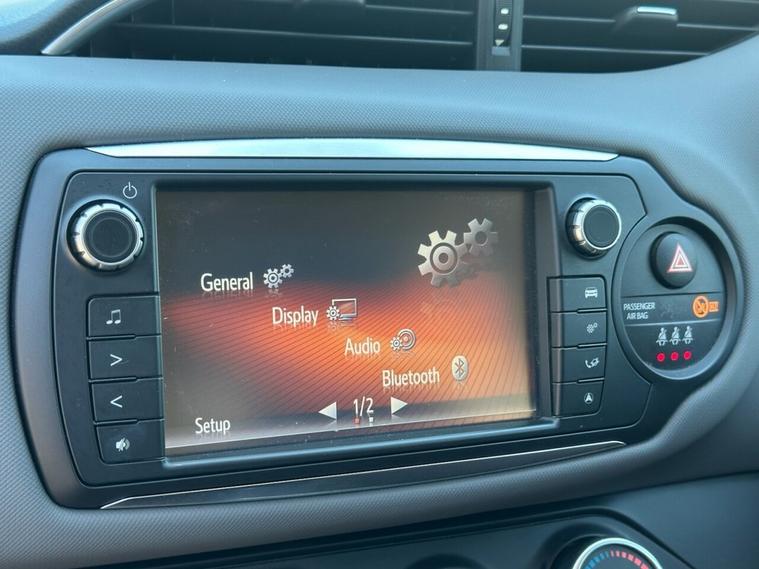 General
Display
Audio
Bluetooth
1/2
Setup
PASSENGER
AIR BAG